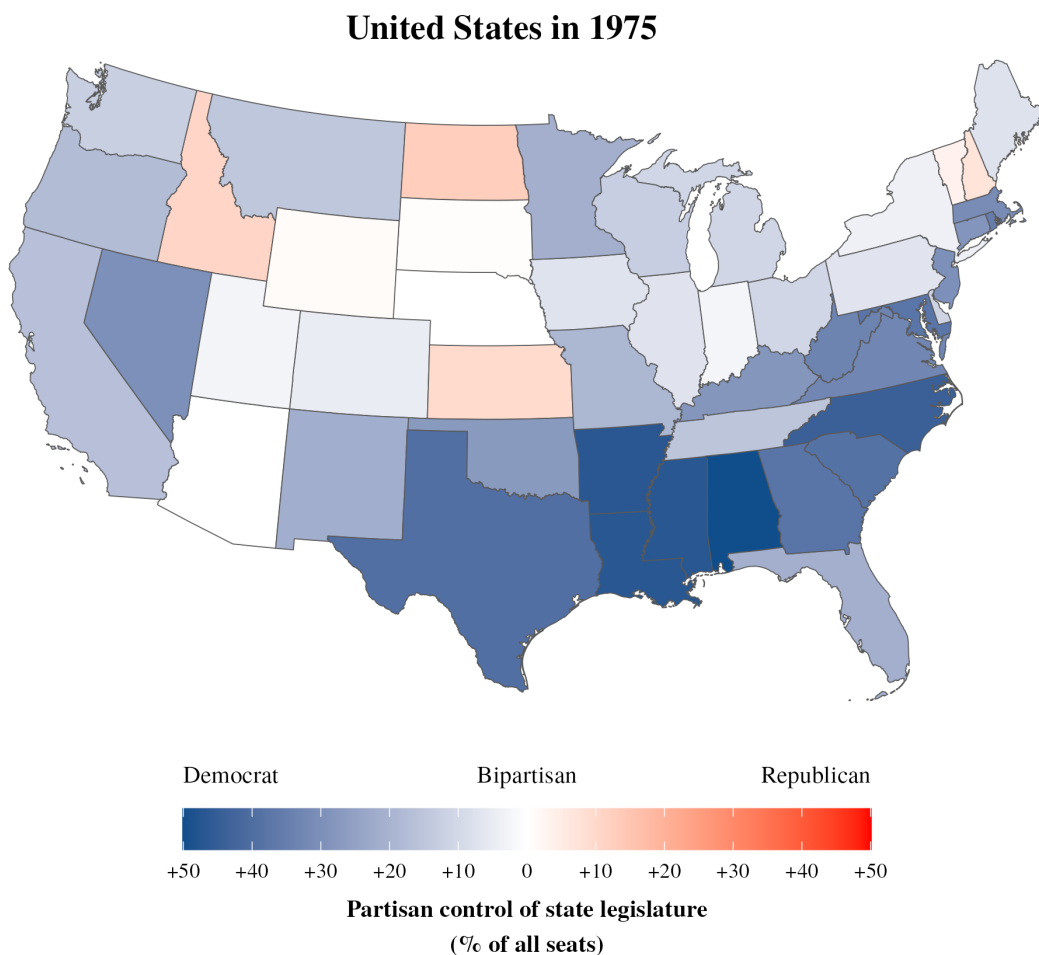 United States in 1975
Democrat Bipartisan Republican
+50 +40 +30 +20 +10 0 +10 +20 +30 +40 +50
Partisan control of state legislature
(% of all seats)